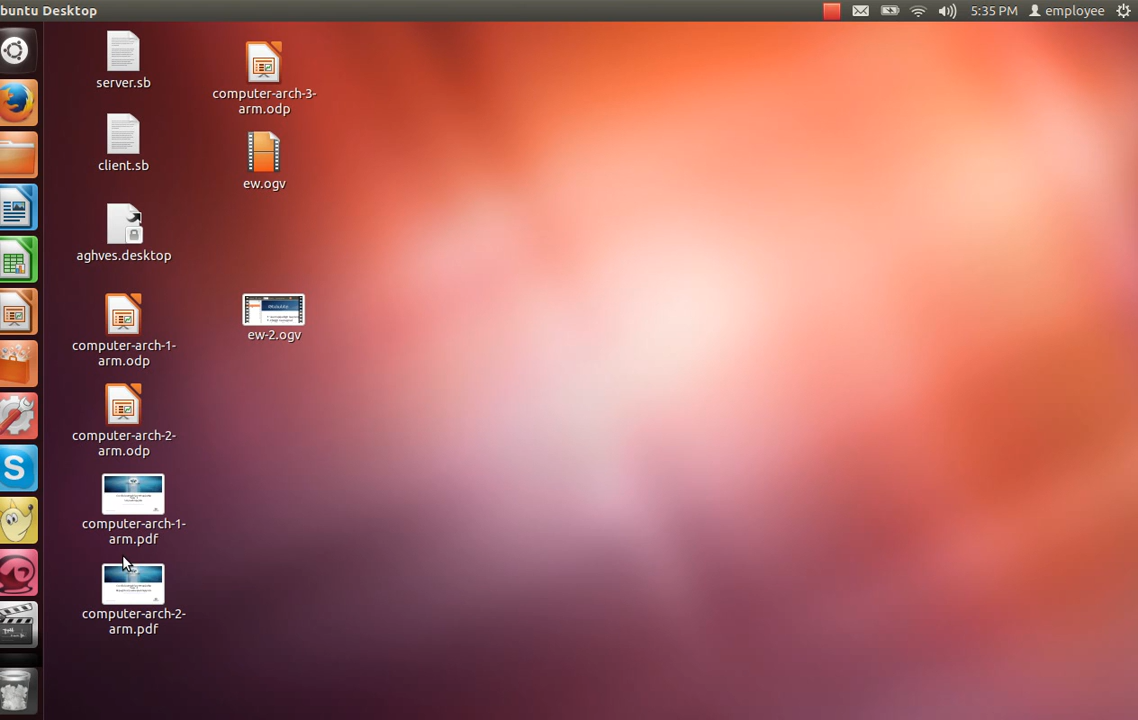 buntu Desktop
5:35 PM employee
server.sb
client.sb
aghves.desktop
computer-arch-1-
arm.odp
computer-arch-2-
arm.odp
computer-arch-1-
arm.pdf
computer-arch-2-
arm.pdf
computer-arch-3-
arm.odp
ew.ogv
ew-2.ogv